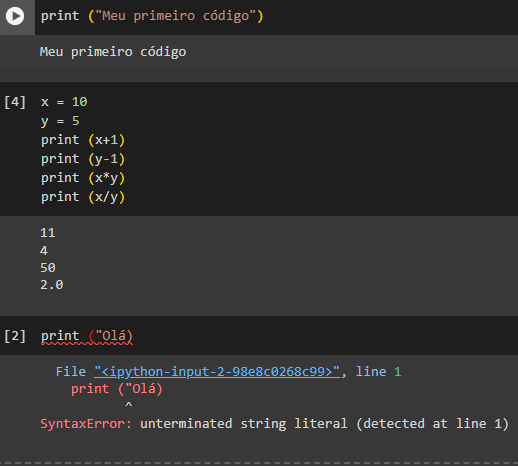 print ("Meu primeiro código")
Meu primeiro código
[4] x = 10
y = 5
print (x+1)
print (y-1)
print (x*y)
print (x/y)
11
4
50
2.0
[2] print ("Olá)
File "<ipython-input-2-98e8c0268c99>", line 1
print ("Olá)
^
SyntaxError: unterminated string literal (detected at line 1)